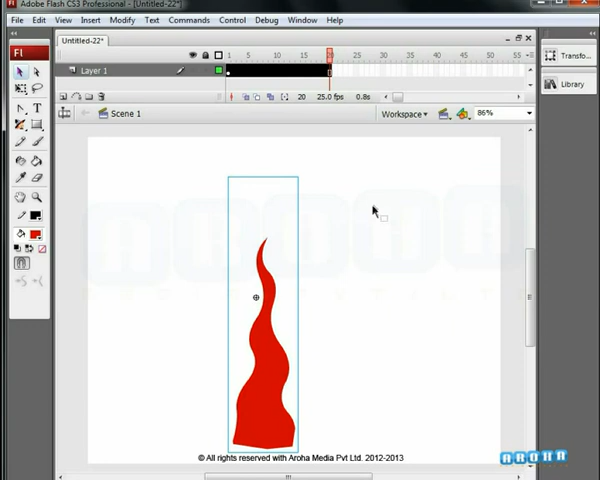 Adobe Flash CS3 Professional - [Untitled-22*]
File Edit View Insert Modify Text Commands Control Debug Window Help
Fl
Untitled-22*
1 5 10 15 20 25 30 35 40 45 50 55
Layer 1
20 25.0 fps 0.8s
Scene 1
Workspace
86%
Transfo...
Library
© All rights reserved with Aroha Media Pvt Ltd. 2012-2013
AROHA